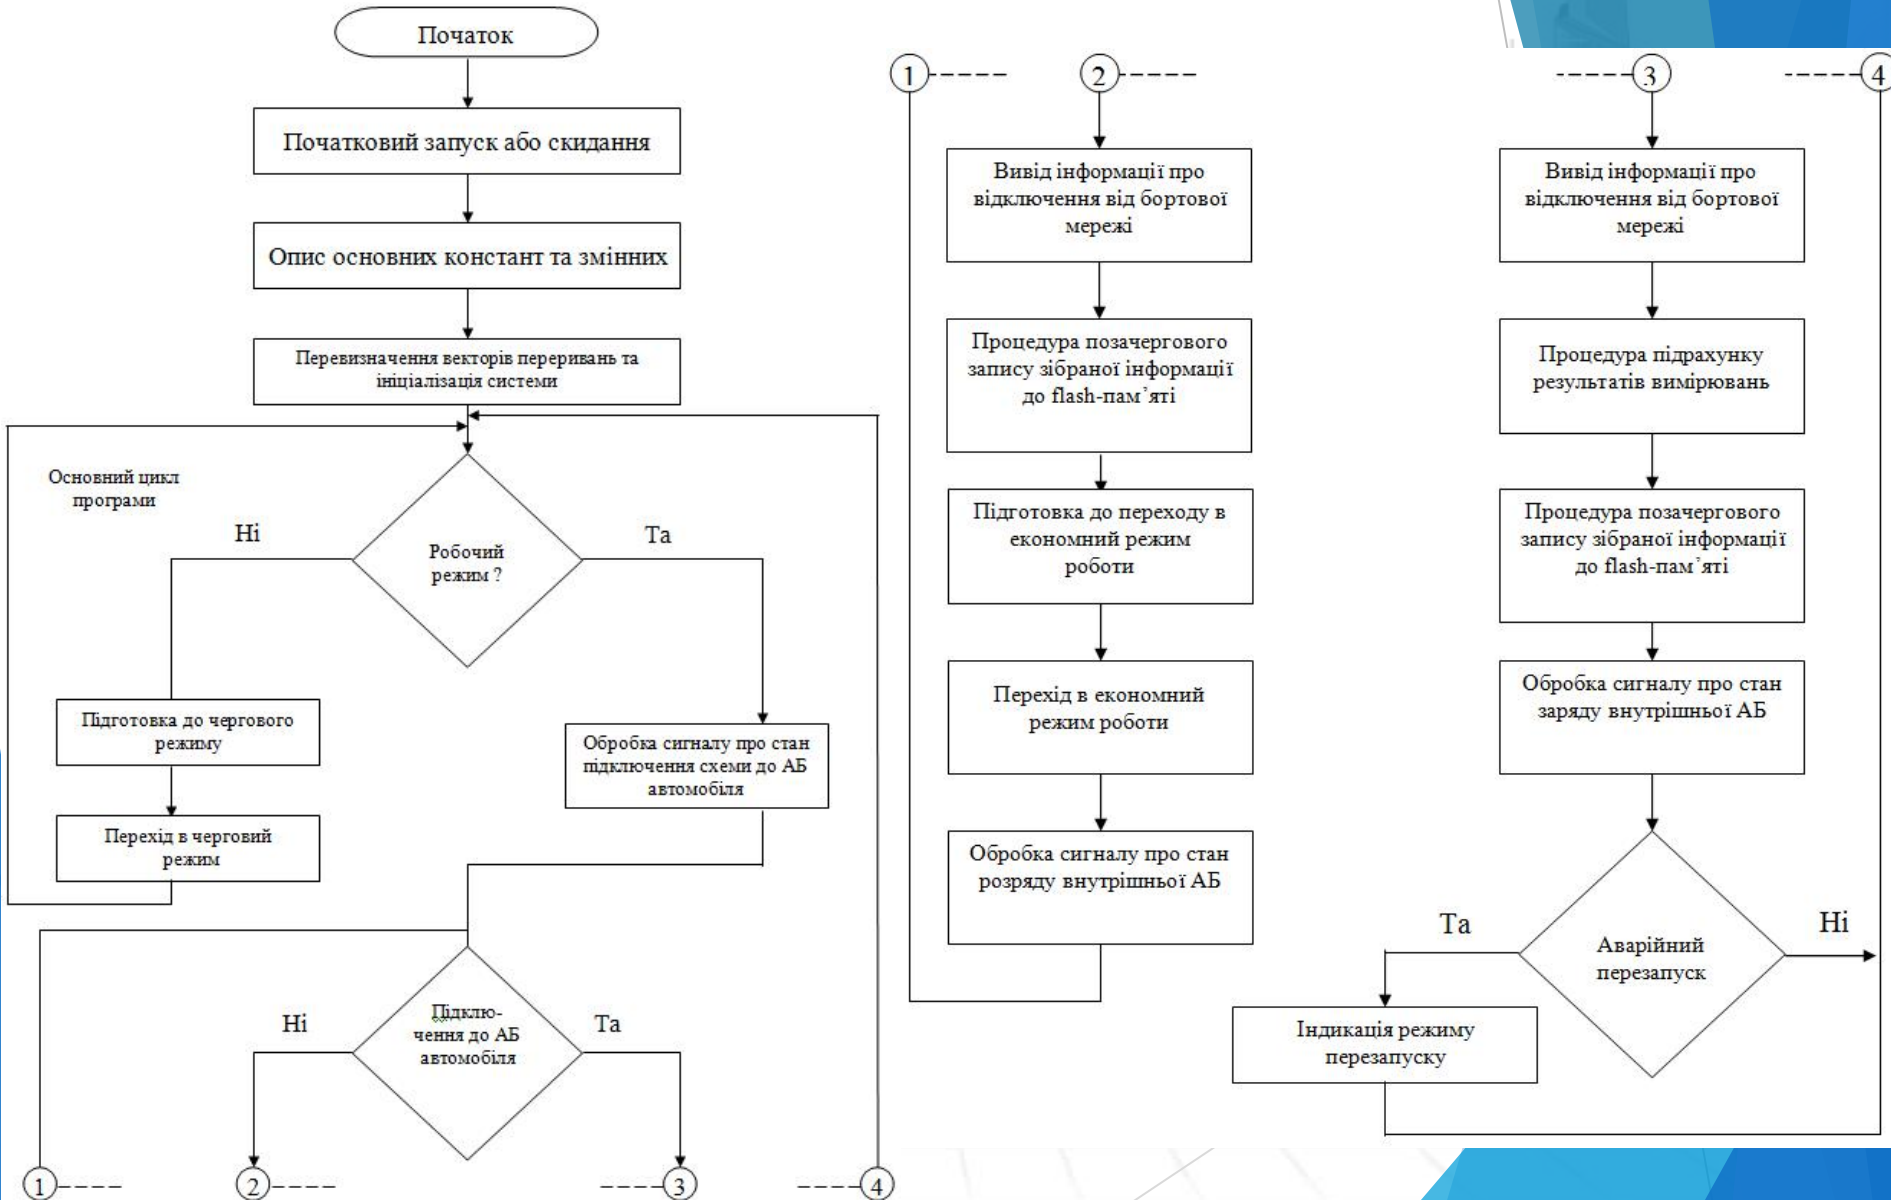 Початок
Початковий запуск або скидання
Опис основних констант та змінних
Перевизначення векторів переривань та
ініціалізація системи
Основний цикл
програми
Ні
Та
Робочий
режим ?
Підготовка до чергового
режиму
Перехід в черговий
режим
Обробка сигналу про стан
підключення схеми до АБ
автомобіля
Ні
Та
Підклю-
чення до АБ
автомобіля
1
2
3
4
1
2
3
4
Вивід інформації про
відключення від бортової
мережі
Процедура позачергового
запису зібраної інформації
до flash-пам’яті
Підготовка до переходу в
економний режим
роботи
Перехід в економний
режим роботи
Обробка сигналу про стан
розряду внутрішньої АБ
Вивід інформації про
відключення від бортової
мережі
Процедура підрахунку
результатів вимірювань
Процедура позачергового
запису зібраної інформації
до flash-пам’яті
Обробка сигналу про стан
заряду внутрішньої АБ
Та
Ні
Аварійний
перезапуск
Індикація режиму
перезапуску